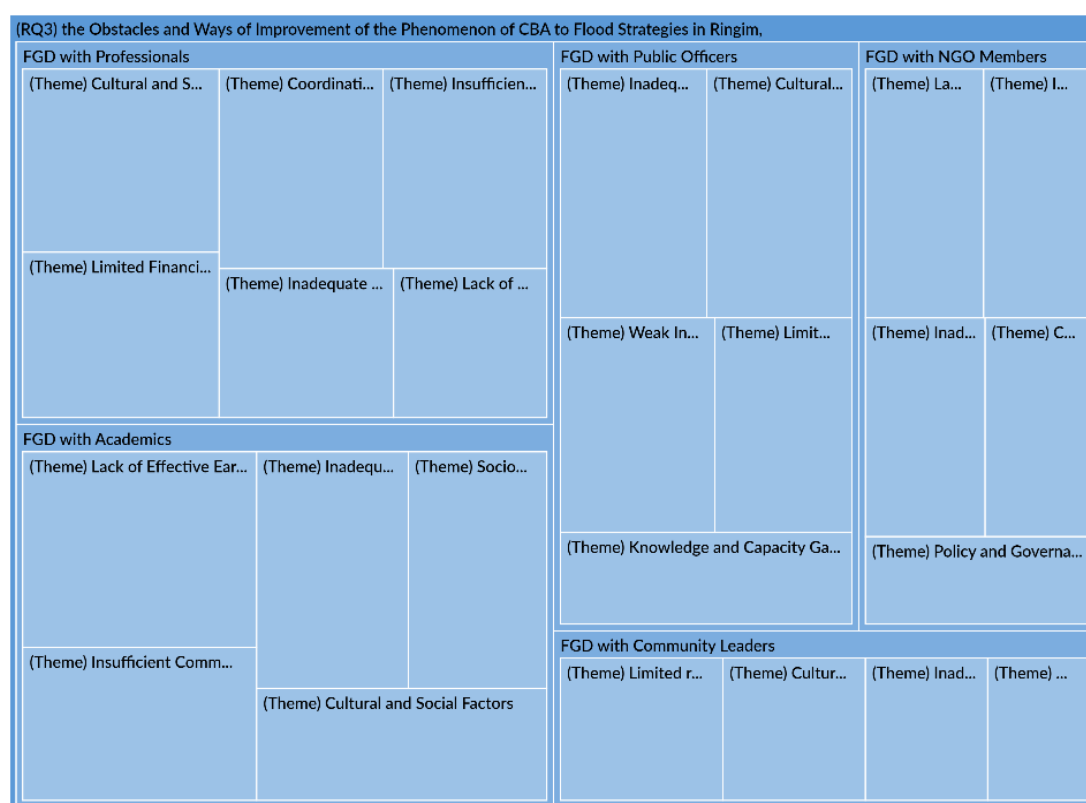 (RQ3) the Obstacles and Ways of Improvement of the Phenomenon of CBA to Flood Strategies in Ringim,
FGD with Professionals
(Theme) Cultural and S...
(Theme) Coordinati...
(Theme) Insufficien...
(Theme) Limited Financi...
(Theme) Inadequate ...
(Theme) Lack of ...
FGD with Academics
(Theme) Lack of Effective Ear...
(Theme) Inadequ...
(Theme) Socio...
(Theme) Insufficient Comm...
(Theme) Cultural and Social Factors
FGD with Public Officers
(Theme) Inadeq...
(Theme) Cultural...
(Theme) Weak In...
(Theme) Limit...
(Theme) Knowledge and Capacity Ga...
FGD with NGO Members
(Theme) La...
(Theme) I...
(Theme) Inad...
(Theme) C...
(Theme) Policy and Governa...
FGD with Community Leaders
(Theme) Limited r...
(Theme) Cultur...
(Theme) Inad...
(Theme) ...